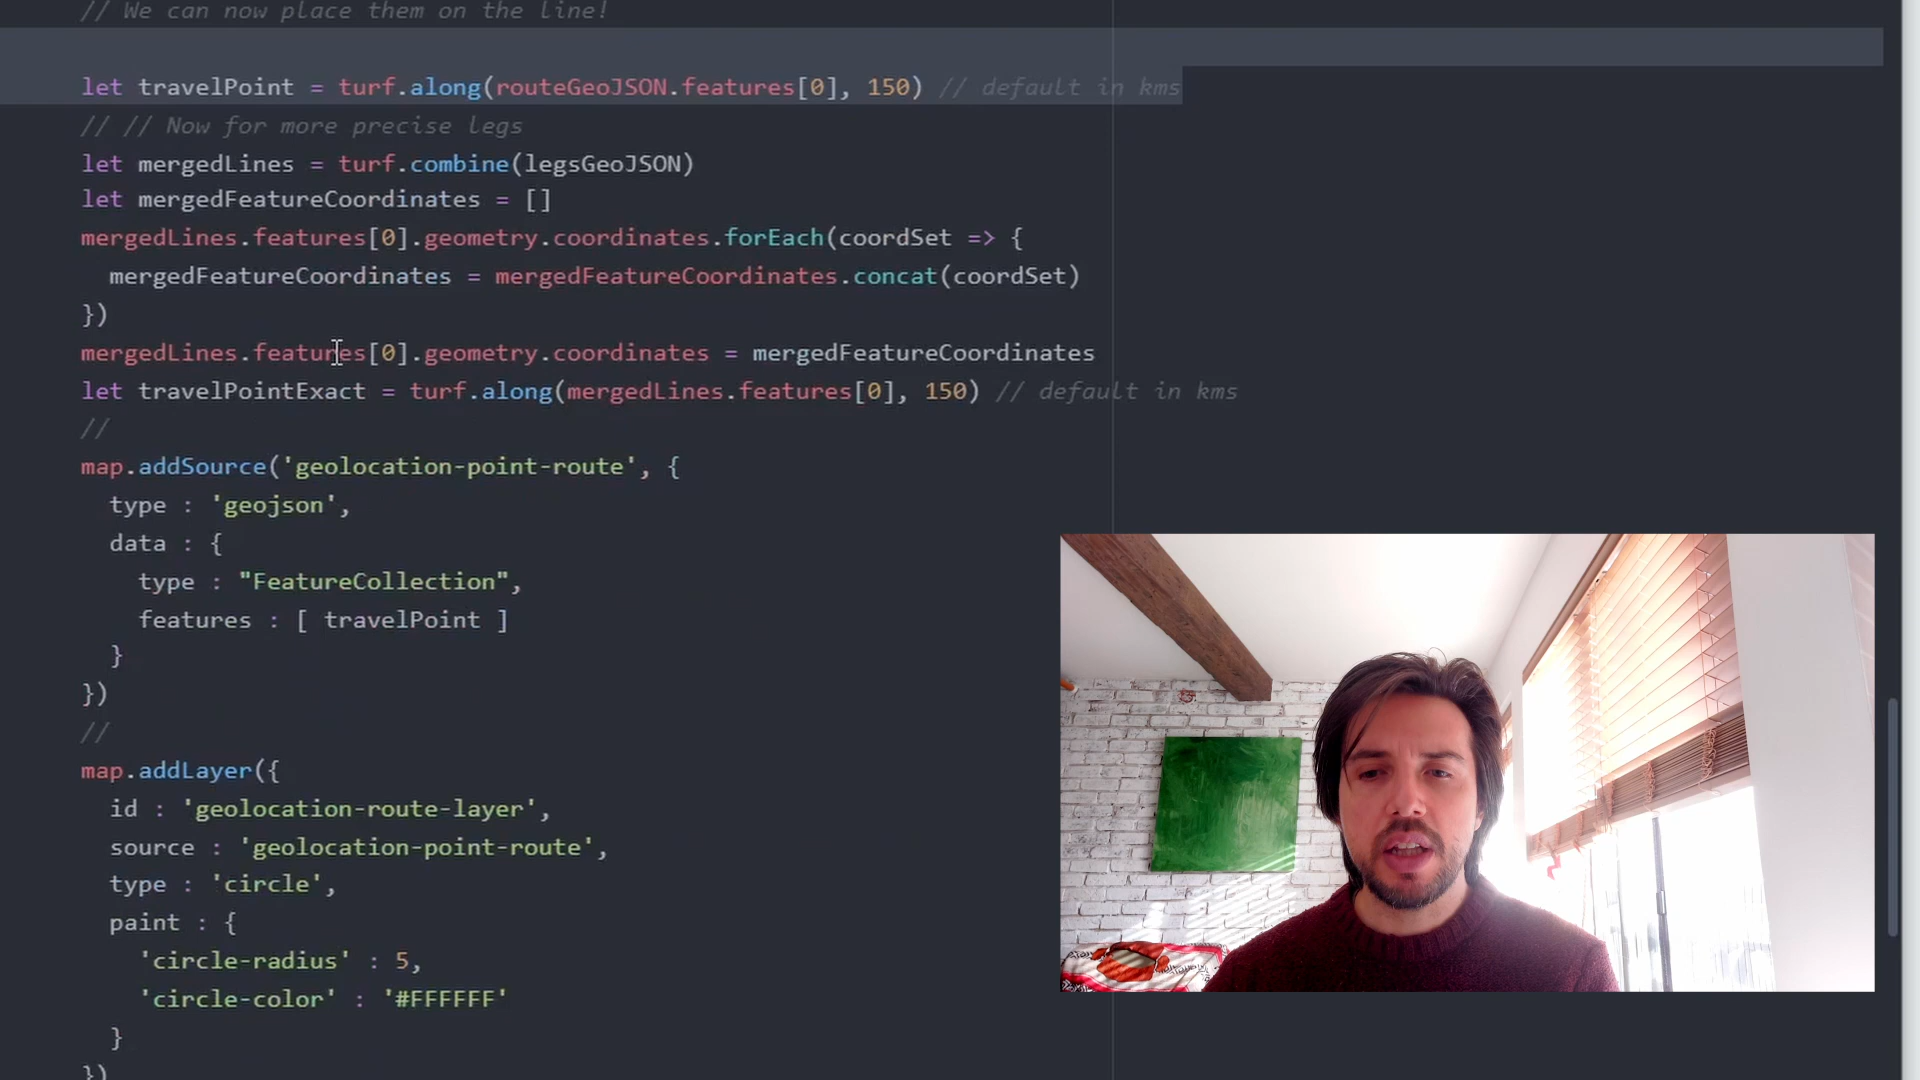 // We can now place them on the line!
let travelPoint = turf.along(routeGeoJSON.features[0], 150) // default in kms
// // Now for more precise legs
let mergedLines = turf.combine(legsGeoJSON)
let mergedFeatureCoordinates = []
mergedLines.features[0].geometry.coordinates.forEach(coordSet => {
  mergedFeatureCoordinates = mergedFeatureCoordinates.concat(coordSet)
})
mergedLines.features[0].geometry.coordinates = mergedFeatureCoordinates
let travelPointExact = turf.along(mergedLines.features[0], 150) // default in kms
//
map.addSource('geolocation-point-route', {
  type : 'geojson',
  data : {
    type : "FeatureCollection",
    features : [ travelPoint ]
  }
})
//
map.addLayer({
  id : 'geolocation-route-layer',
  source : 'geolocation-point-route',
  type : 'circle',
  paint : {
    'circle-radius' : 5,
    'circle-color' : '#FFFFFF'
  }
})